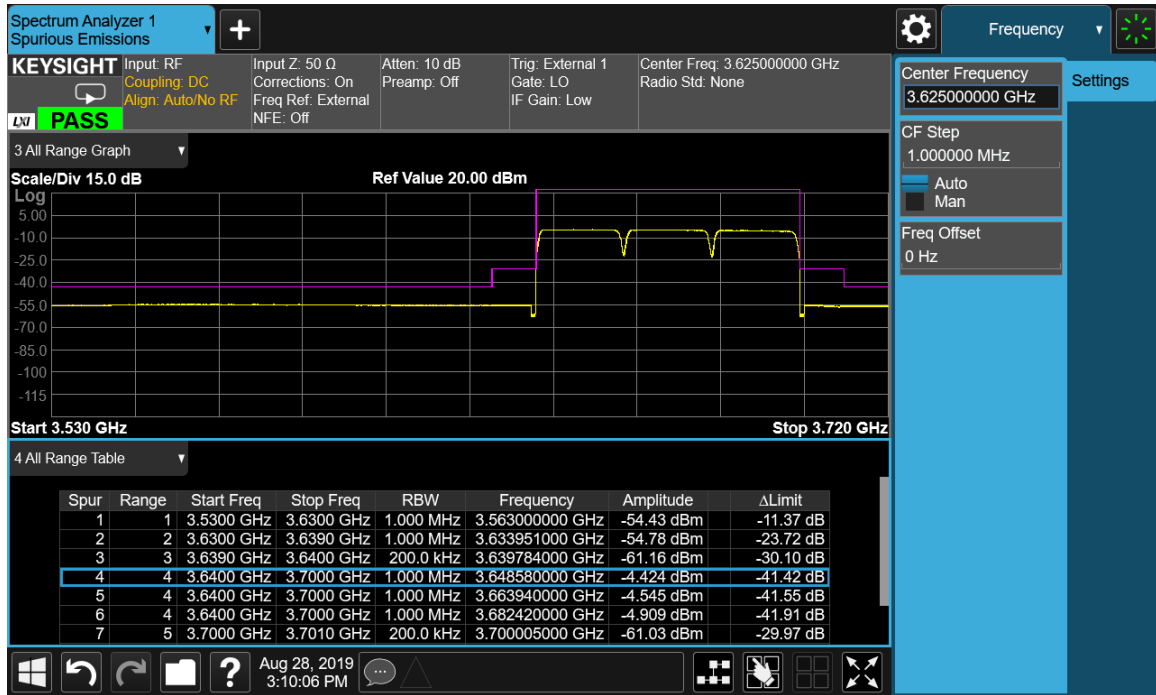 Spectrum Analyzer 1
Spurious Emissions
Frequency
KEYSIGHT
LXI
PASS
Input: RF
Coupling: DC
Align: Auto/No RF
Input Z: 50 Ω
Corrections: On
Freq Ref: External
NFE: Off
Atten: 10 dB
Preamp: Off
Trig: External 1
Gate: LO
IF Gain: Low
Center Freq: 3.625000000 GHz
Radio Std: None
Center Frequency
3.625000000 GHz
Settings
CF Step
1.000000 MHz
Auto
Man
Freq Offset
0 Hz
3 All Range Graph
Scale/Div 15.0 dB
Ref Value 20.00 dBm
Log
5.00
-10.0
-25.0
-40.0
-55.0
-70.0
-85.0
-100
-115
Start 3.530 GHz
Stop 3.720 GHz
4 All Range Table
Spur Range Start Freq Stop Freq RBW Frequency Amplitude ΔLimit
1 1 3.5300 GHz 3.6300 GHz 1.000 MHz 3.563000000 GHz -54.43 dBm -11.37 dB
2 2 3.6300 GHz 3.6390 GHz 1.000 MHz 3.633951000 GHz -54.78 dBm -23.72 dB
3 3 3.6390 GHz 3.6400 GHz 200.0 kHz 3.639784000 GHz -61.16 dBm -30.10 dB
4 4 3.6400 GHz 3.7000 GHz 1.000 MHz 3.648580000 GHz -4.424 dBm -41.42 dB
5 4 3.6400 GHz 3.7000 GHz 1.000 MHz 3.663940000 GHz -4.545 dBm -41.55 dB
6 4 3.6400 GHz 3.7000 GHz 1.000 MHz 3.682420000 GHz -4.909 dBm -41.91 dB
7 5 3.7000 GHz 3.7010 GHz 200.0 kHz 3.700005000 GHz -61.03 dBm -29.97 dB
?
Aug 28, 2019
3:10:06 PM